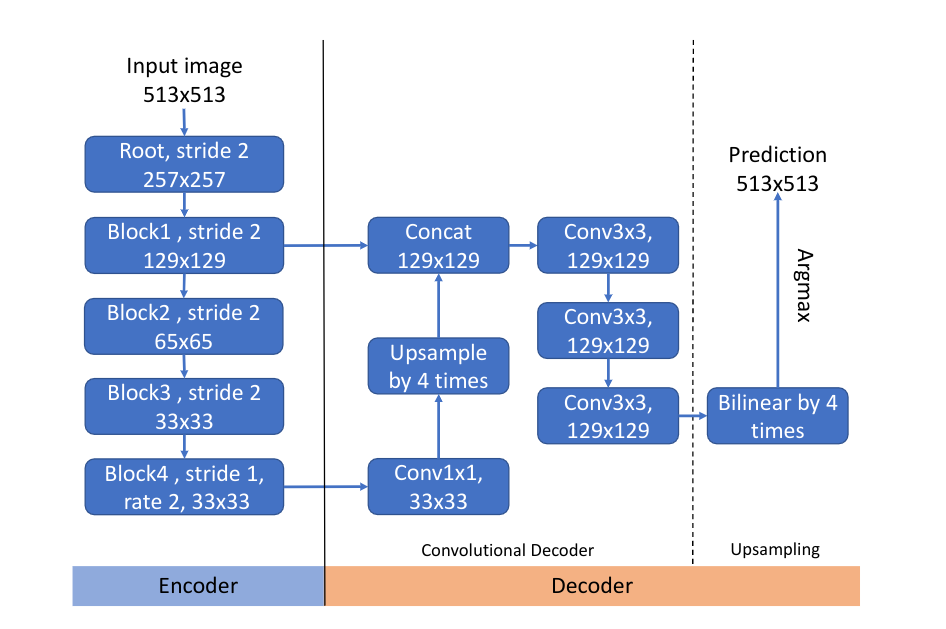 Input image
513x513
Root, stride 2
257x257
Block1 , stride 2
129x129
Block2 , stride 2
65x65
Block3 , stride 2
33x33
Block4 , stride 1,
rate 2, 33x33
Concat
129x129
Upsample
by 4 times
Conv1x1,
33x33
Conv3x3,
129x129
Conv3x3,
129x129
Conv3x3,
129x129
Prediction
513x513
Argmax
Bilinear by 4
times
Convolutional Decoder
Upsampling
Encoder
Decoder